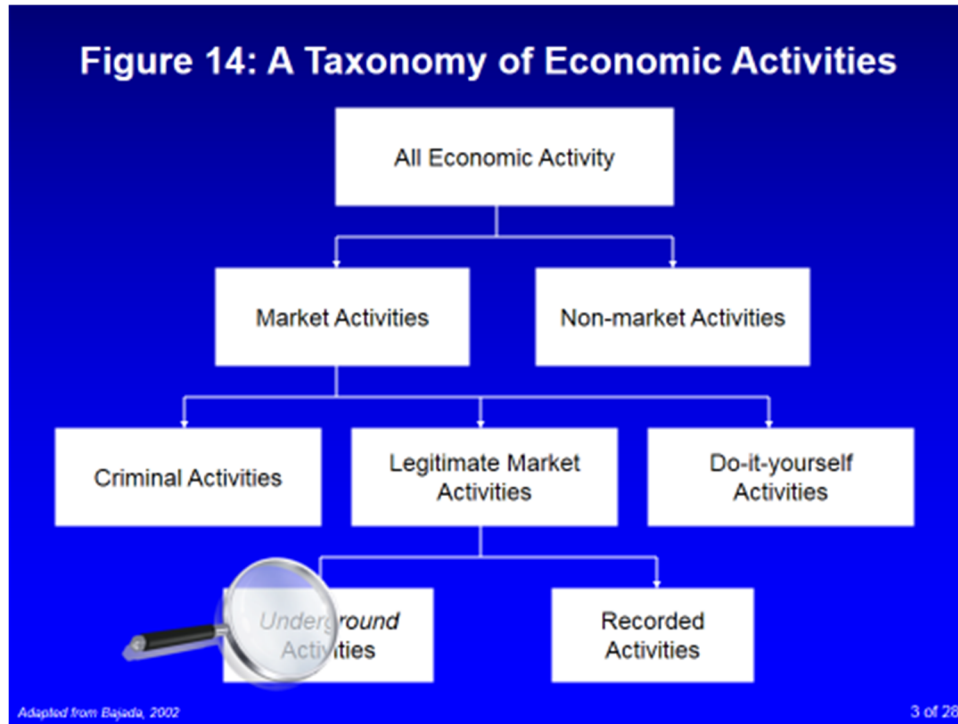 Figure 14: A Taxonomy of Economic Activities
All Economic Activity
Market Activities
Non-market Activities
Criminal Activities
Legitimate Market
Activities
Do-it-yourself
Activities
Underground
Activities
Recorded
Activities
Adapted from Bajada, 2002
3 of 28